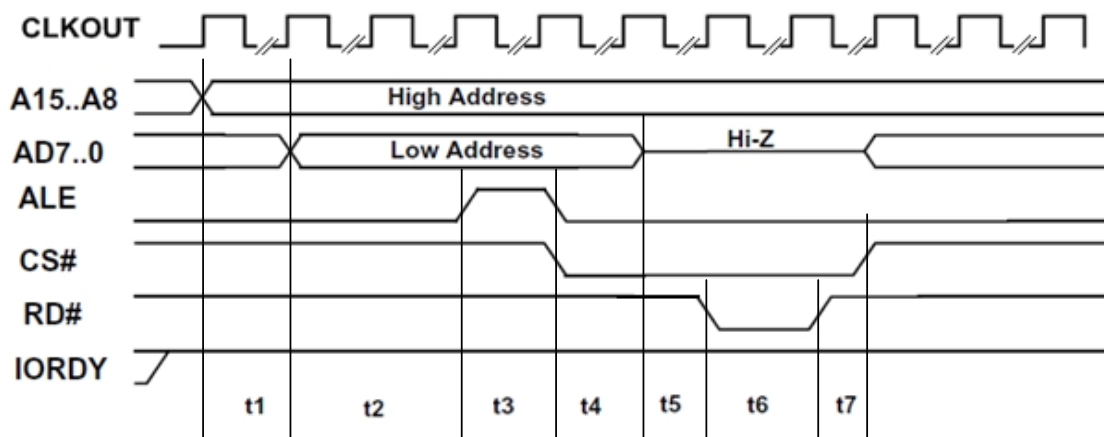 CLKOUT
A15..A8 High Address
AD7..0 Low Address Hi-Z
ALE
CS#
RD#
IORDY
t1 t2 t3 t4 t5 t6 t7